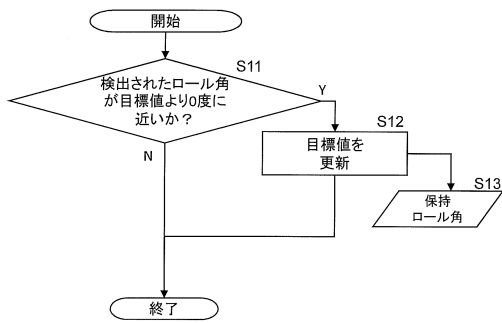 開始
S11
検出されたロール角
が目標値より0度に
近いか？
Y
N
S12
目標値を
更新
S13
保持
ロール角
終了